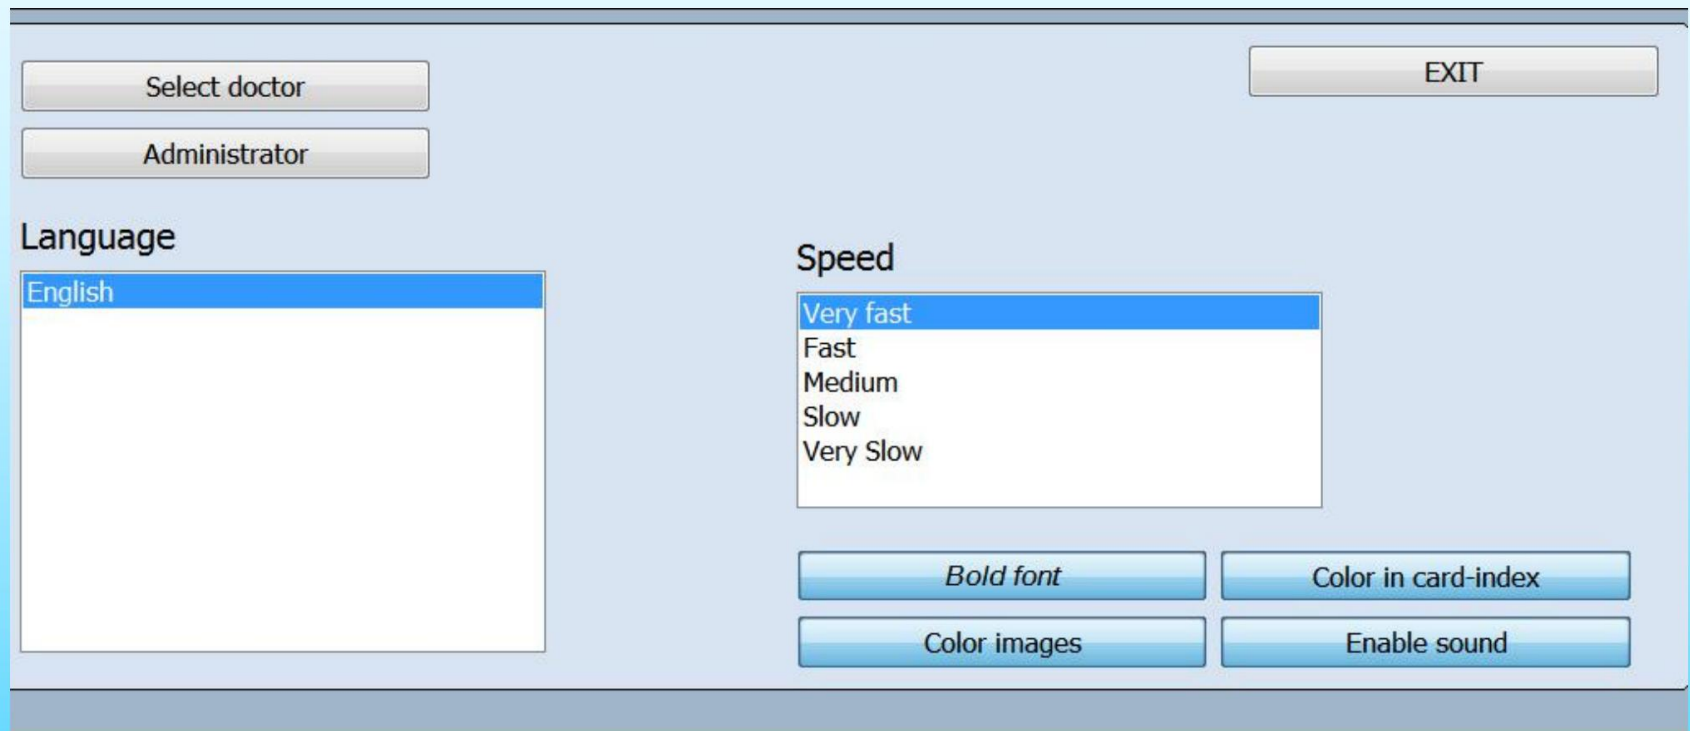 Select doctor
EXIT
Administrator
Language
English
Speed
Very fast
Fast
Medium
Slow
Very Slow
Bold font
Color in card-index
Color images
Enable sound